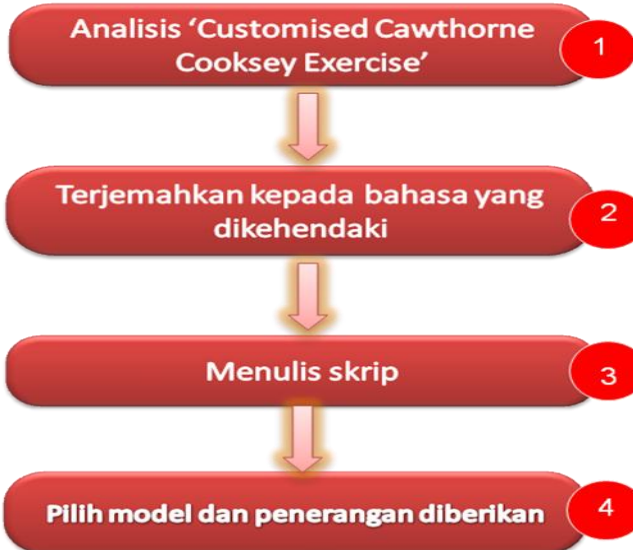 Analisis ‘Customised Cawthorne
Cooksey Exercise’
1
Terjemahkan kepada bahasa yang
dikehendaki
2
Menulis skrip
3
Pilih model dan penerangan diberikan
4